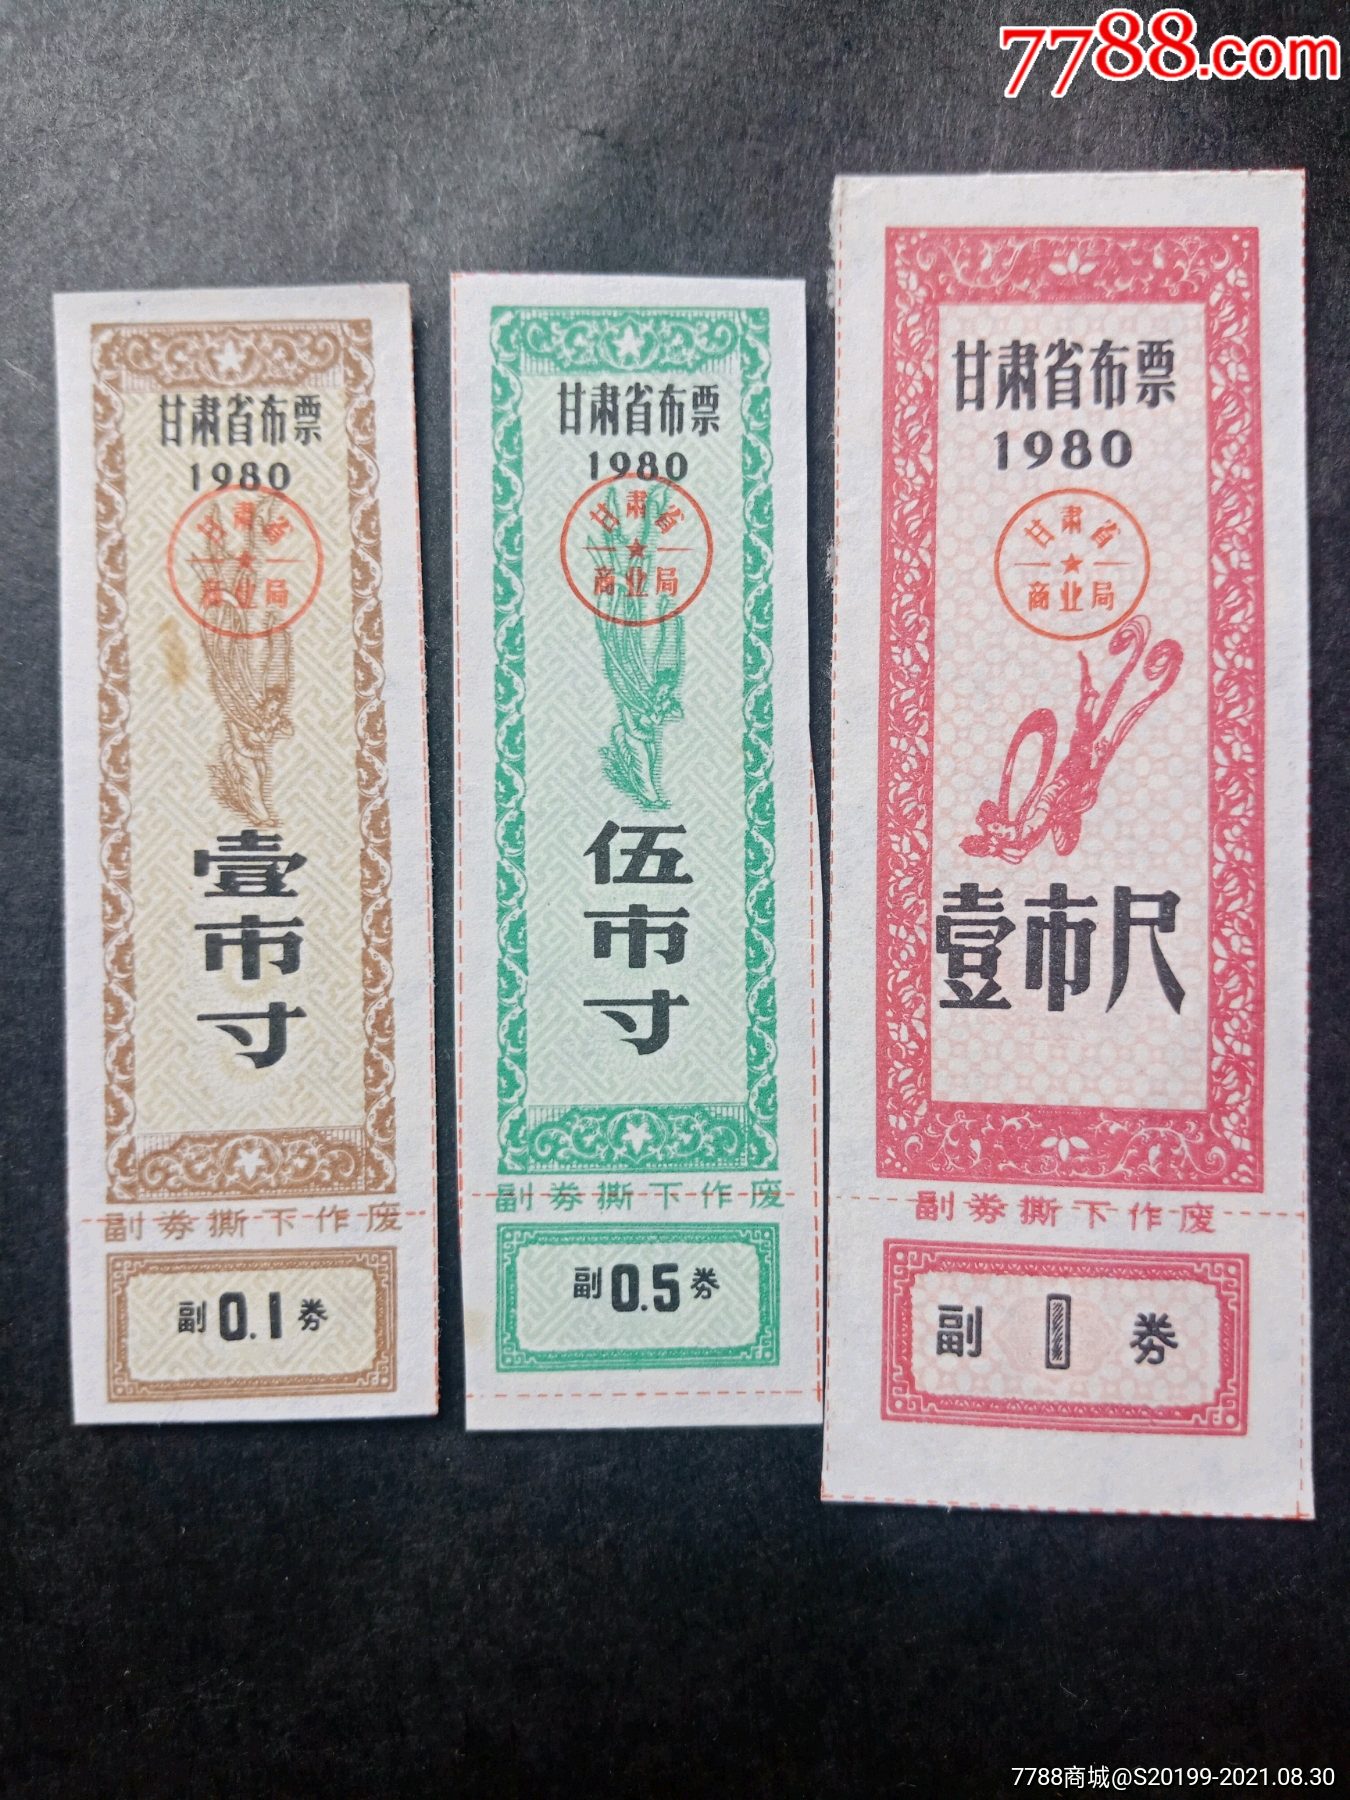 7788.com
甘肃省布票
1980
甘肃省
商业局
壹
市
寸
副券撕下作废
副0.1券
甘肃省布票
1980
甘肃省
商业局
伍
市
寸
副券撕下作废
副0.5券
甘肃省布票
1980
甘肃省
商业局
壹市尺
副券撕下作废
副1券
7788商城@S20199-2021.08.30